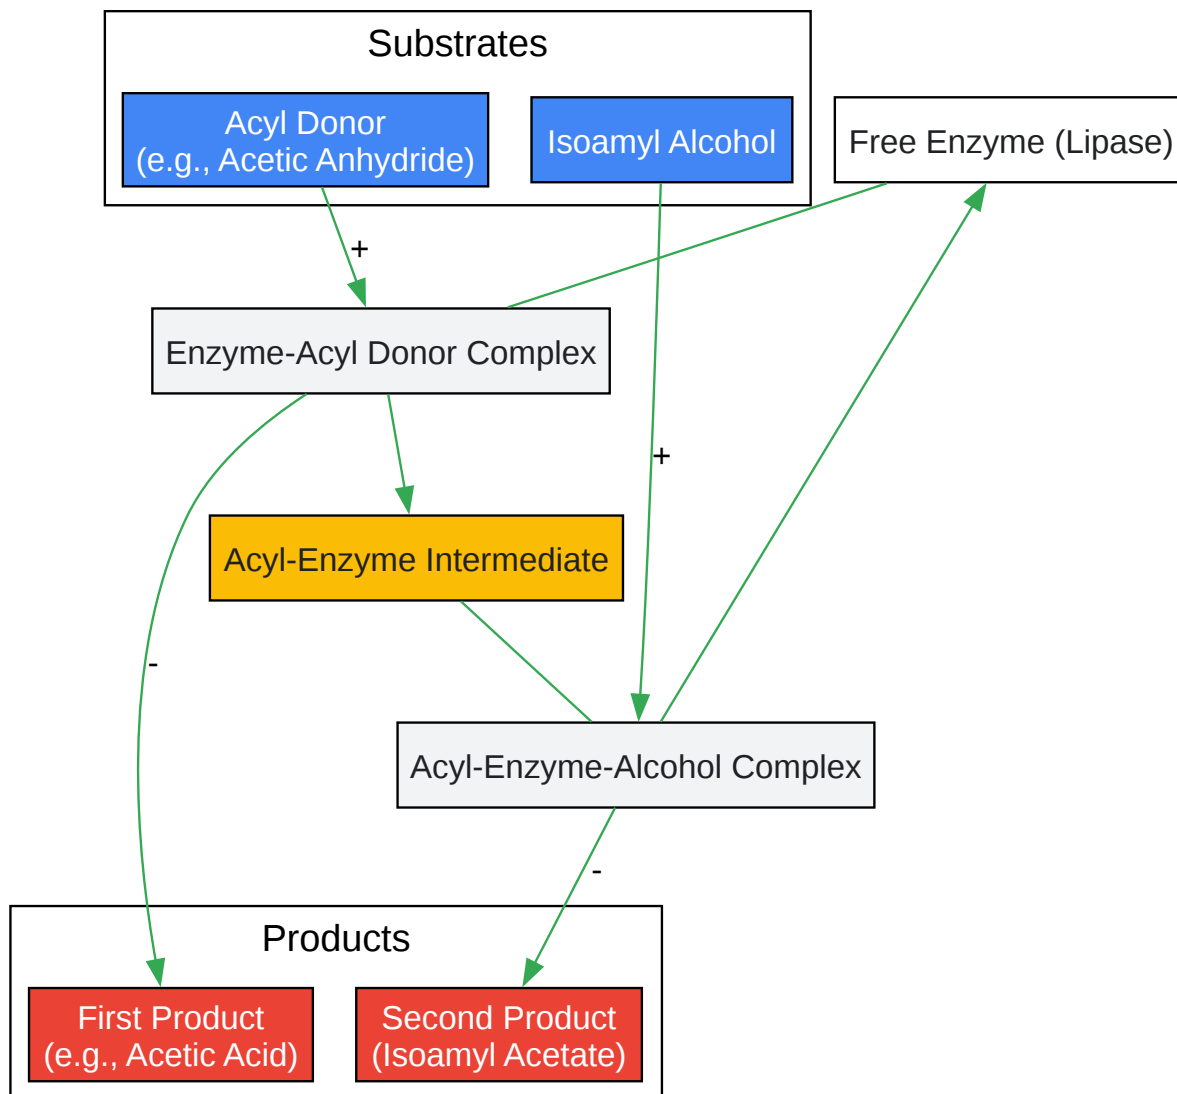 Substrates
Acyl Donor
(e.g., Acetic Anhydride)
Isoamyl Alcohol
Free Enzyme (Lipase)
+
Enzyme-Acyl Donor Complex
+
Acyl-Enzyme Intermediate
-
Acyl-Enzyme-Alcohol Complex
-
Products
First Product
(e.g., Acetic Acid)
Second Product
(Isoamyl Acetate)